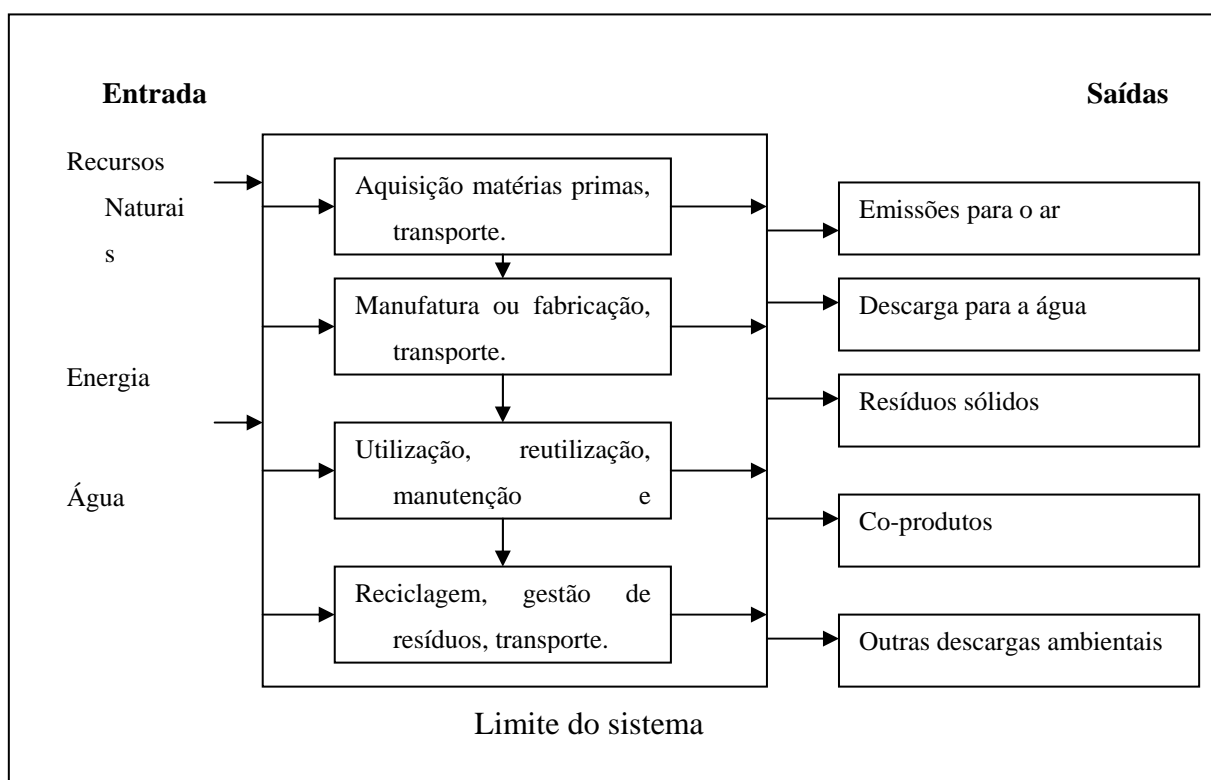 Entrada
Saídas
Recursos
Naturai
s
Energia
Água
Aquisição matérias primas,
transporte.
Manufatura ou fabricação,
transporte.
Utilização, reutilização,
manutenção e
Reciclagem, gestão de
resíduos, transporte.
Emissões para o ar
Descarga para a água
Resíduos sólidos
Co-produtos
Outras descargas ambientais
Limite do sistema